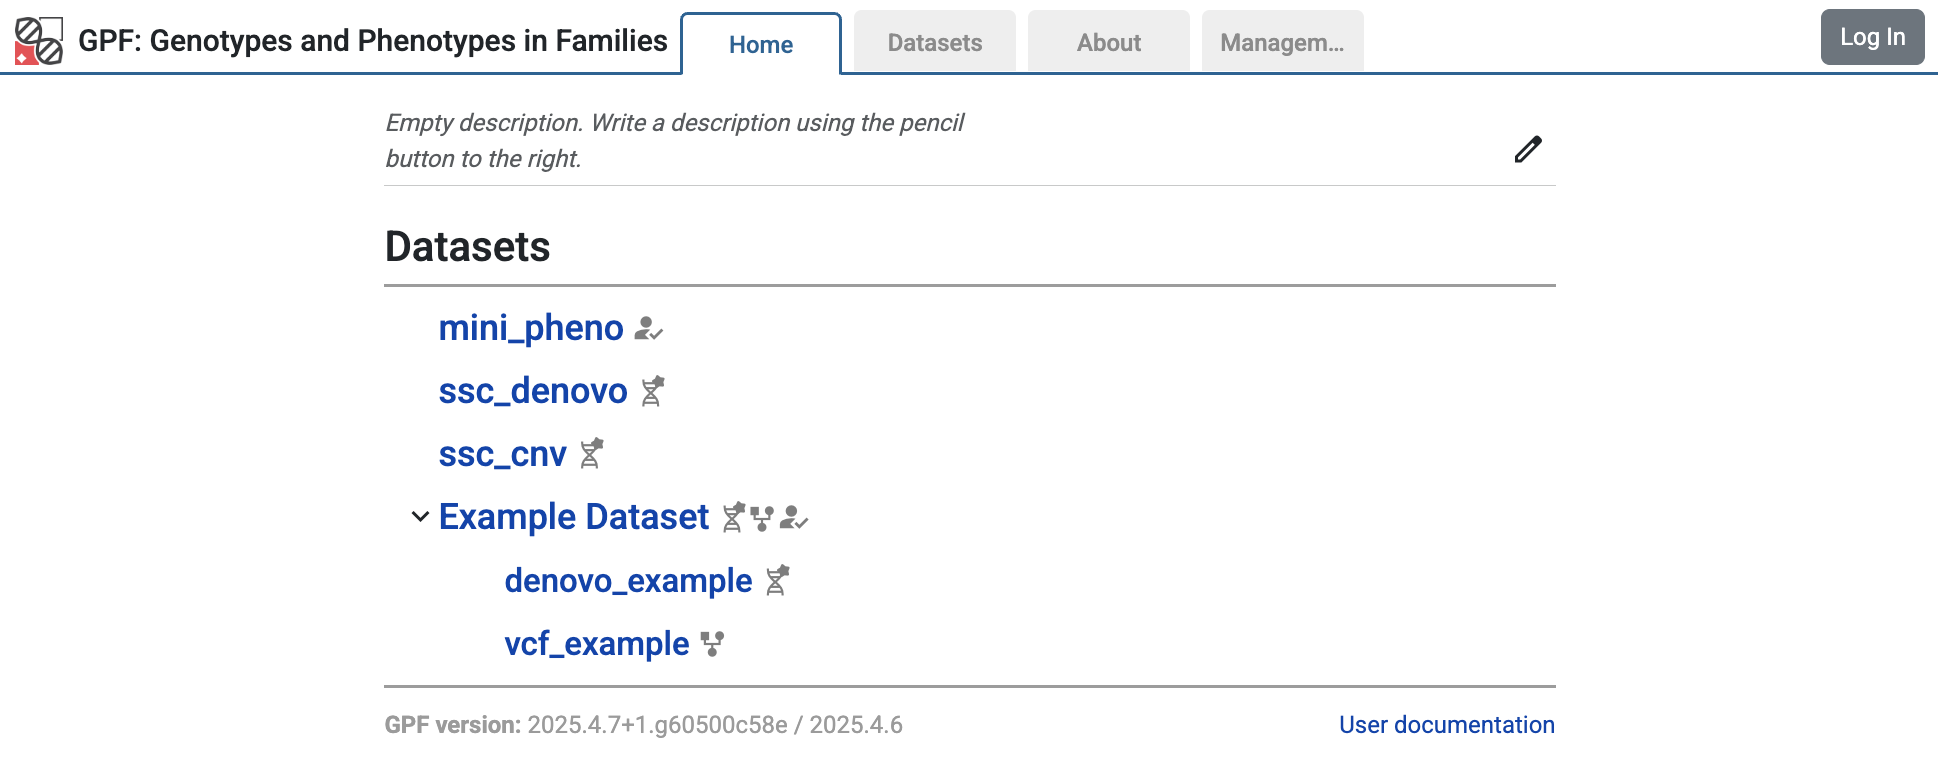 GPF: Genotypes and Phenotypes in Families
Home
Datasets
About
Managem...
Log In
Empty description. Write a description using the pencil
button to the right.
Datasets
mini_pheno
ssc_denovo
ssc_cnv
Example Dataset
denovo_example
vcf_example
GPF version: 2025.4.7+1.g60500c58e / 2025.4.6
User documentation